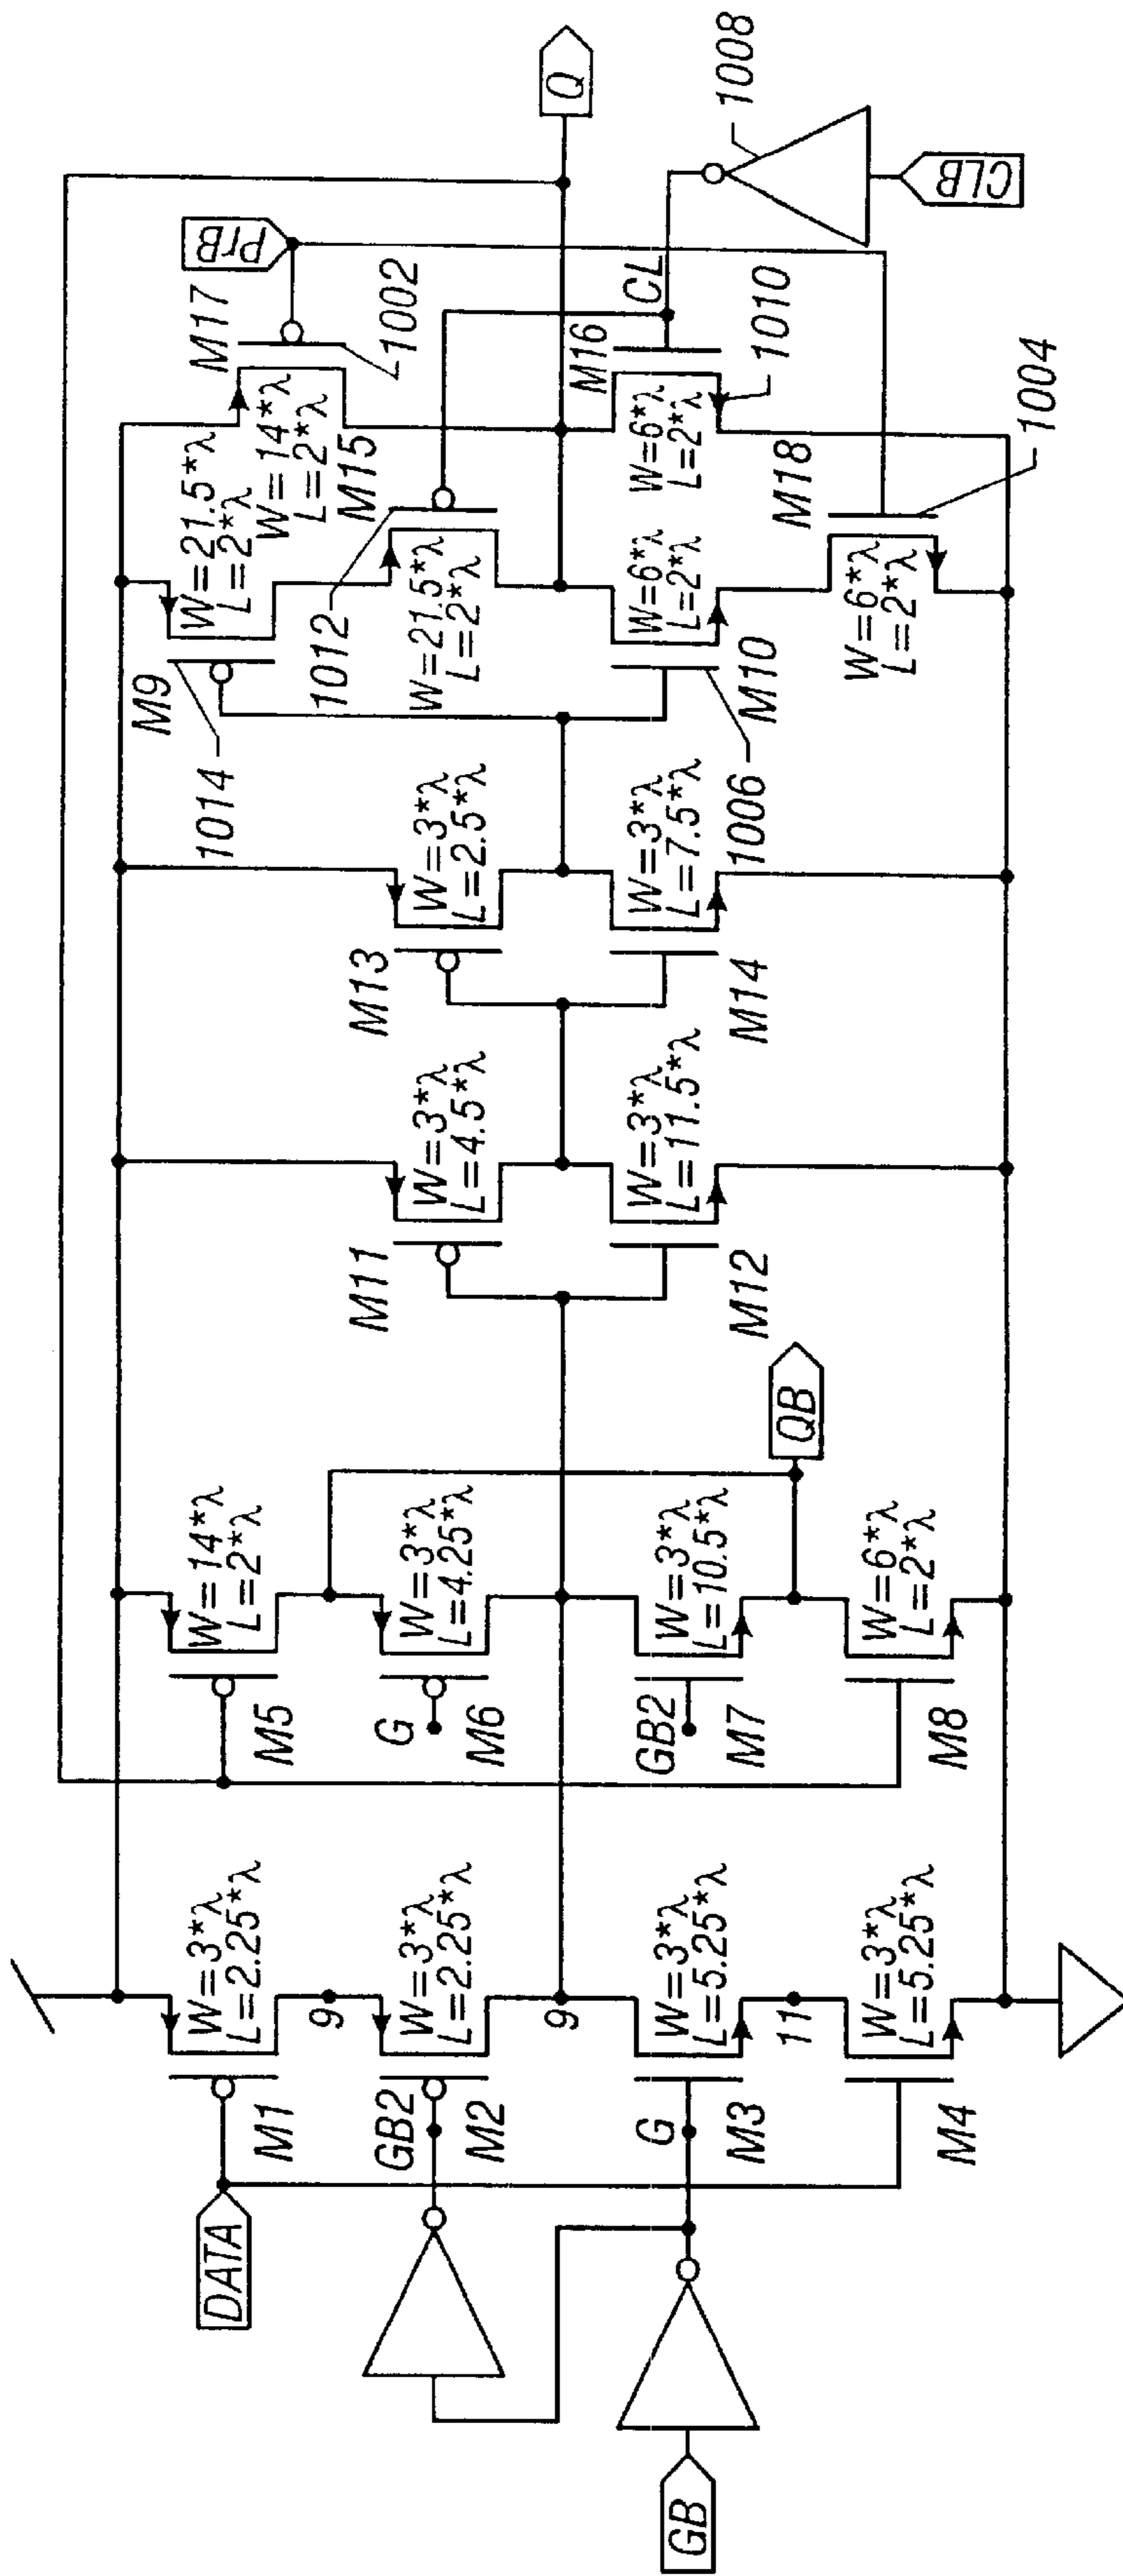 DATA
GB
M1
W=3*λ
L=2.25*λ
9
GB2
M2
W=3*λ
L=2.25*λ
9
G
M3
W=3*λ
L=5.25*λ
11
M4
W=3*λ
L=5.25*λ
M5
W=14*λ
L=2*λ
G
M6
W=3*λ
L=4.25*λ
GB2
M7
W=3*λ
L=10.5*λ
QB
M8
W=6*λ
L=2*λ
M11
W=3*λ
L=4.5*λ
M12
W=3*λ
L=11.5*λ
M13
W=3*λ
L=2.5*λ
M14
W=3*λ
L=7.5*λ
1014
M9
W=21.5*λ
L=2*λ
1012
W=21.5*λ
L=2*λ
M15
1006
M10
W=6*λ
L=2*λ
W=14*λ
L=2*λ
M17
1002
PrB
M16
W=6*λ
L=2*λ
1010
CL
M18
W=6*λ
L=2*λ
1004
Q
1008
CLB